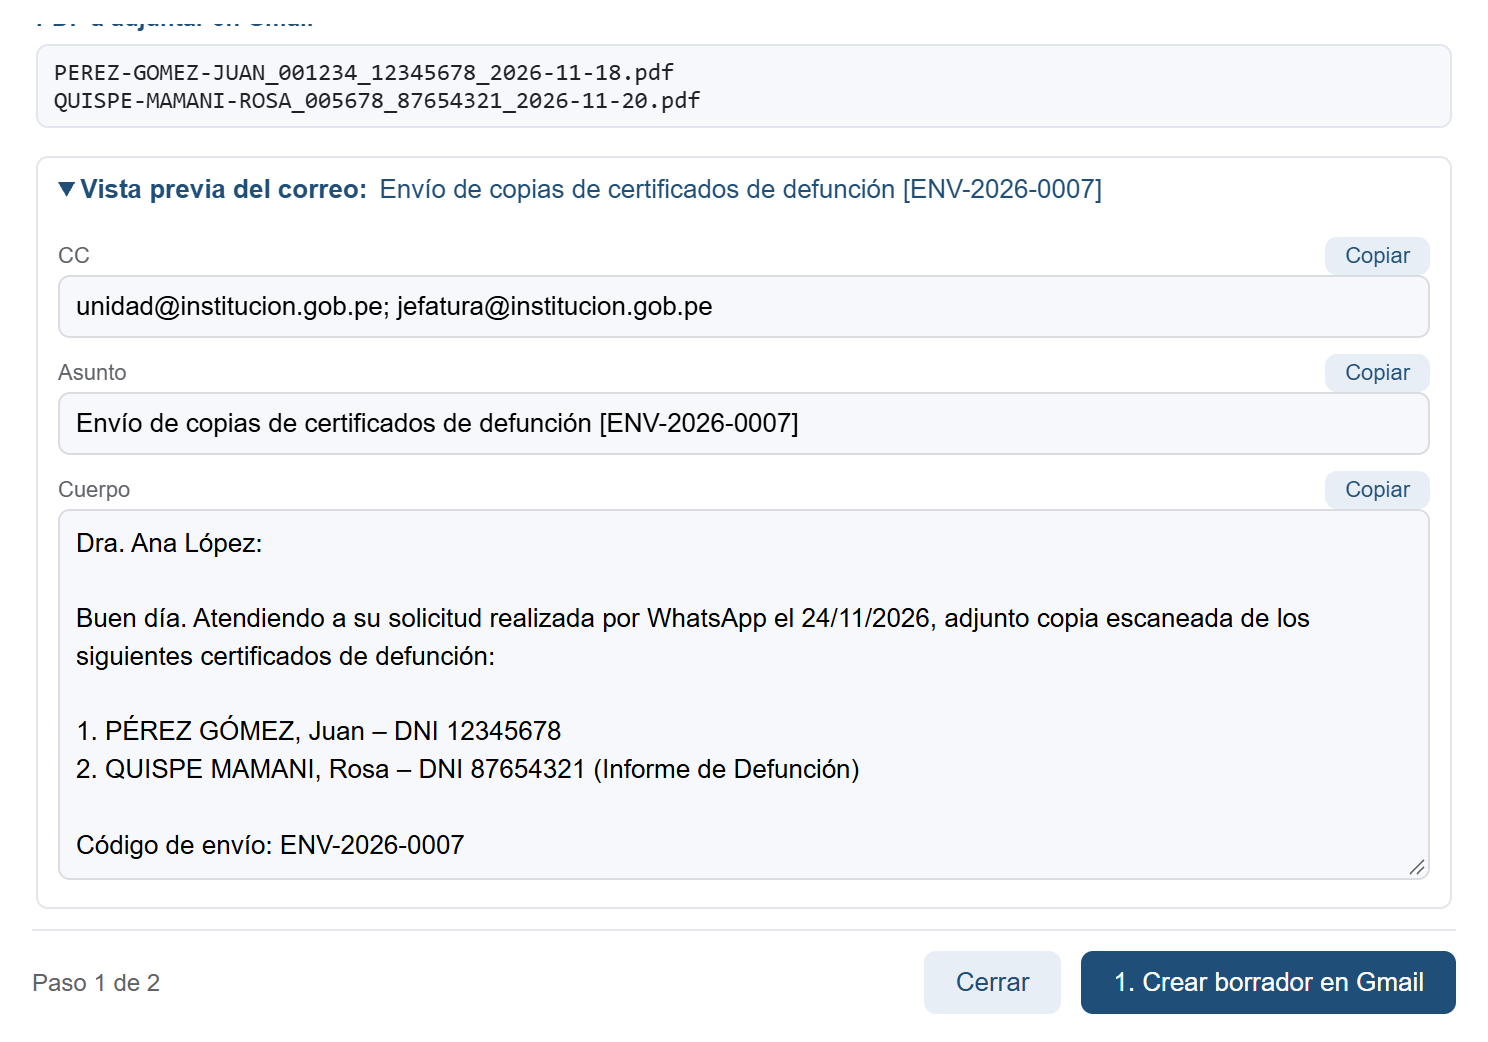 PEREZ-GOMEZ-JUAN_001234_12345678_2026-11-18.pdf
QUISPE-MAMANI-ROSA_005678_87654321_2026-11-20.pdf
▼ Vista previa del correo: Envío de copias de certificados de defunción [ENV-2026-0007]
CC
Copiar
unidad@institucion.gob.pe; jefatura@institucion.gob.pe
Asunto
Copiar
Envío de copias de certificados de defunción [ENV-2026-0007]
Cuerpo
Copiar
Dra. Ana López:
Buen día. Atendiendo a su solicitud realizada por WhatsApp el 24/11/2026, adjunto copia escaneada de los
siguientes certificados de defunción:
1. PÉREZ GÓMEZ, Juan – DNI 12345678
2. QUISPE MAMANI, Rosa – DNI 87654321 (Informe de Defunción)
Código de envío: ENV-2026-0007
Paso 1 de 2
Cerrar
1. Crear borrador en Gmail